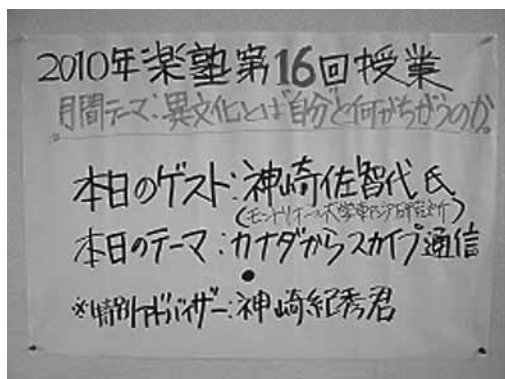 2010年楽塾第16回授業
月間テーマ:異文化とは"自分"と何がちがうのか。
本日のゲスト:神崎佐智代氏
(モントリオール大学東アジア研究所)
本日のテーマ:カナダからスカイプ通信
※特別アドバイザー:神崎紀秀君